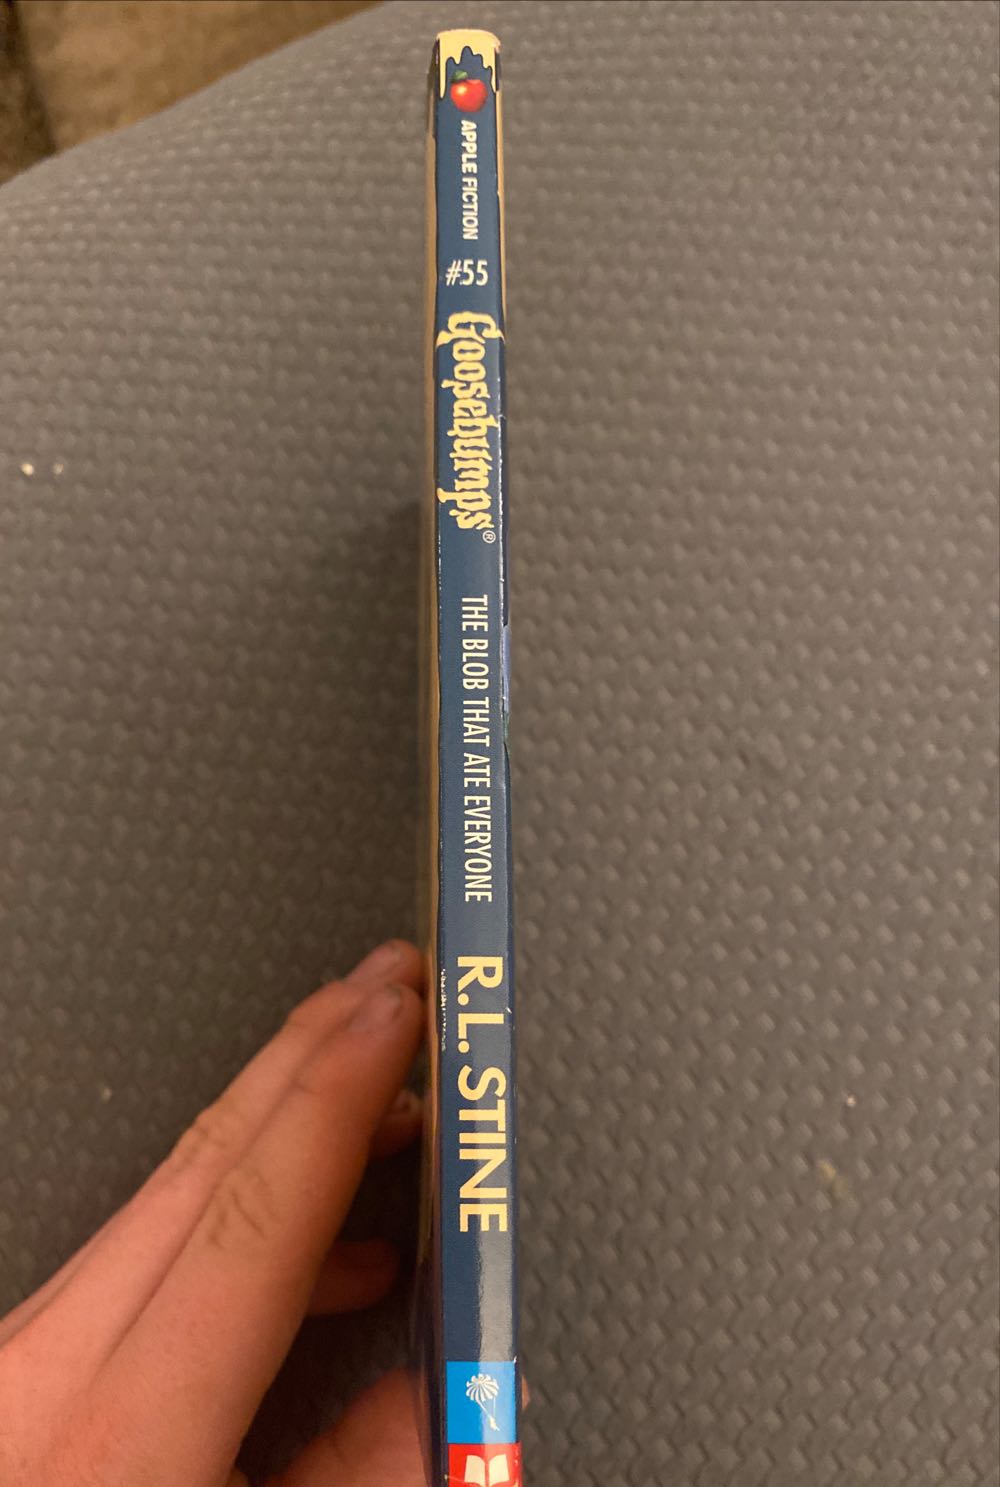 APPLE FICTION
#55
Goosebumps®
THE BLOB THAT ATE EVERYONE
R.L. STINE